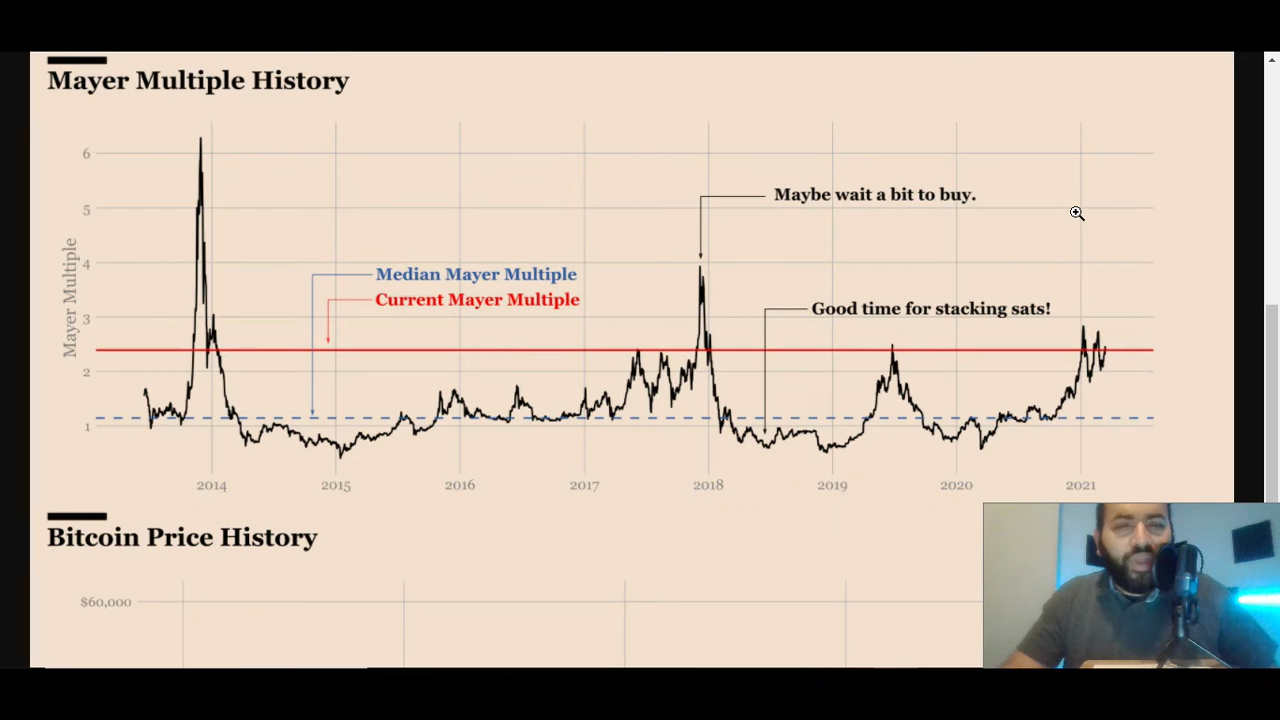 Mayer Multiple History
6
5
4
3
2
1
Mayer Multiple
Maybe wait a bit to buy.
Median Mayer Multiple
Current Mayer Multiple
Good time for stacking sats!
2014 2015 2016 2017 2018 2019 2020 2021
Bitcoin Price History
$60,000